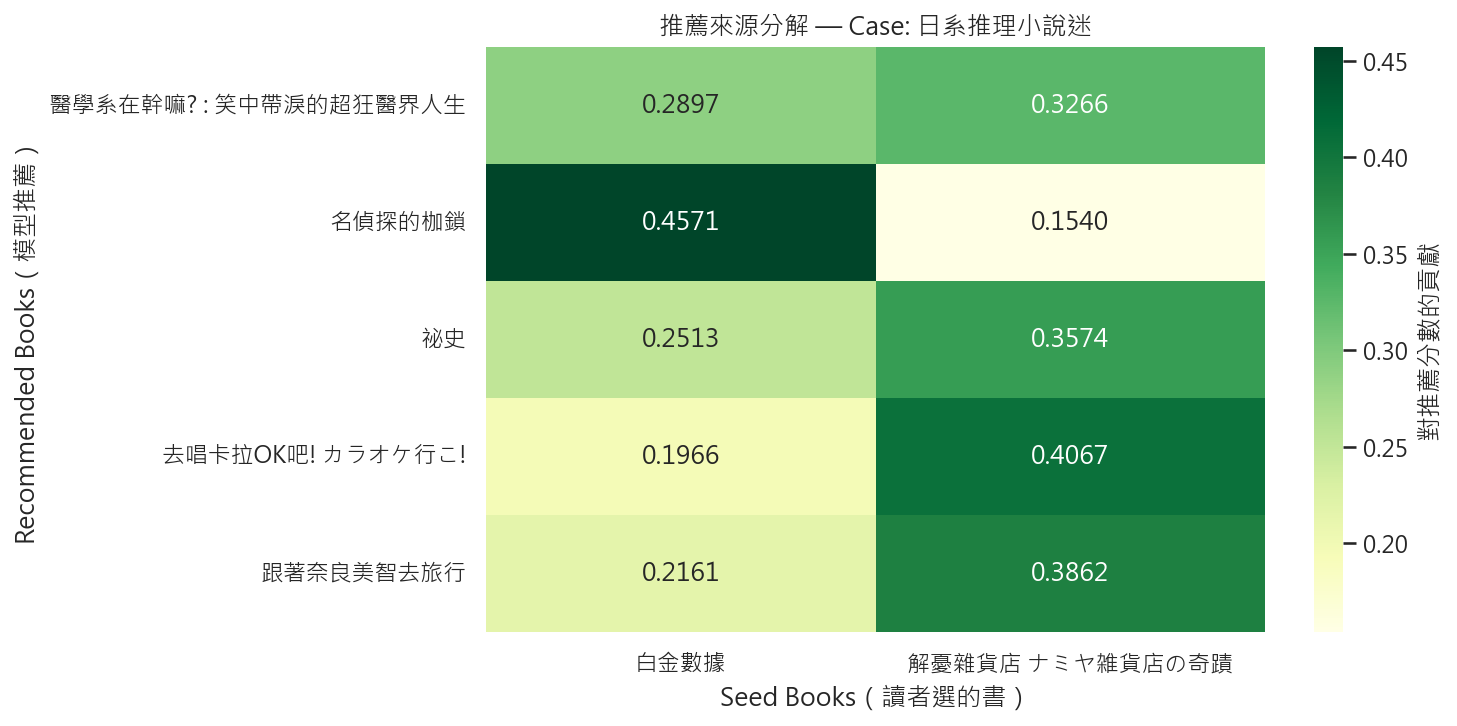 推薦來源分解 — Case: 日系推理小說迷
Recommended Books（模型推薦）
醫學系在幹嘛? : 笑中帶淚的超狂醫界人生
0.2897
0.3266
名偵探的枷鎖
0.4571
0.1540
祕史
0.2513
0.3574
去唱卡拉OK吧! カラオケ行こ!
0.1966
0.4067
跟著奈良美智去旅行
0.2161
0.3862
白金數據
解憂雜貨店 ナミヤ雑貨店の奇蹟
Seed Books（讀者選的書）
0.45
0.40
0.35
0.30
0.25
0.20
對推薦分數的貢獻